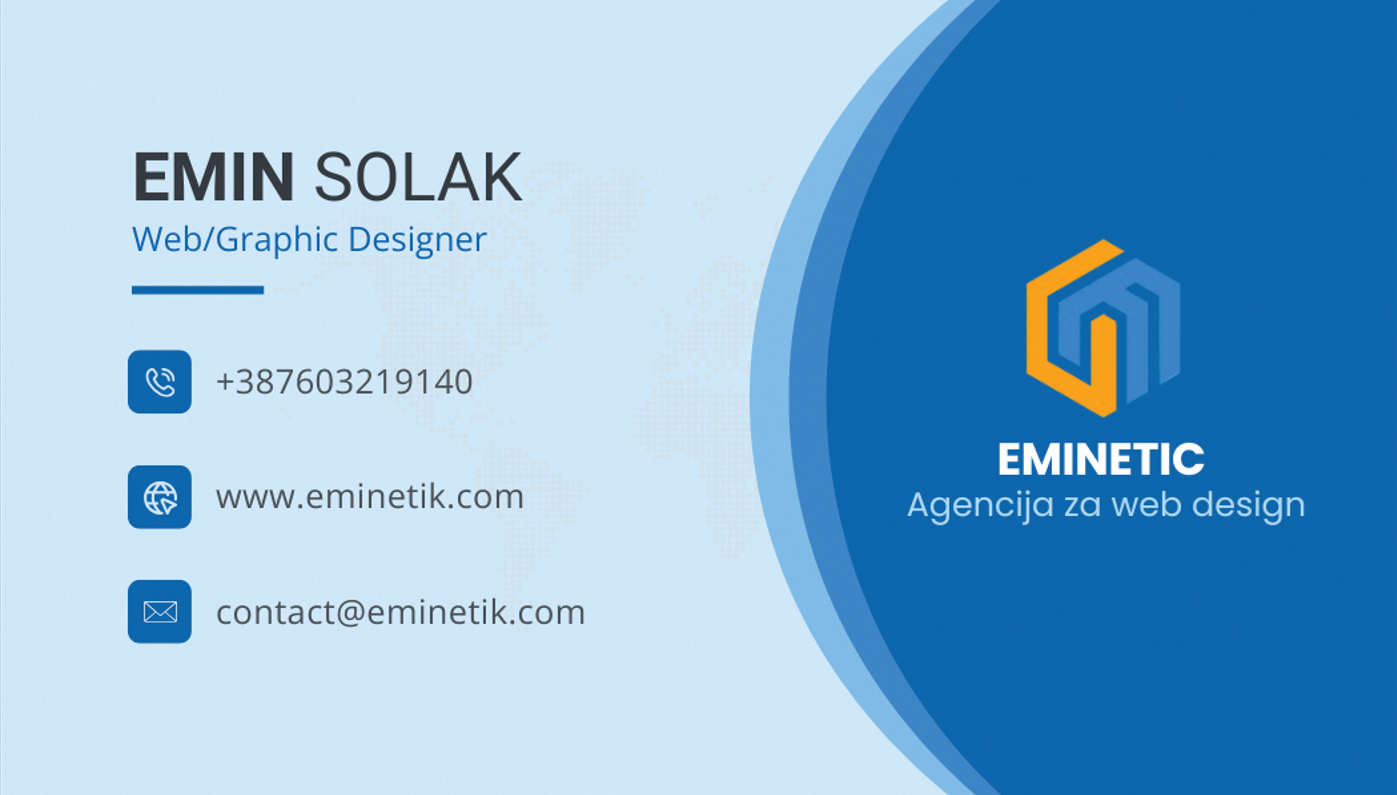 EMIN SOLAK
Web/Graphic Designer
+387603219140
www.eminetik.com
contact@eminetik.com
EMINETIC
Agencija za web design